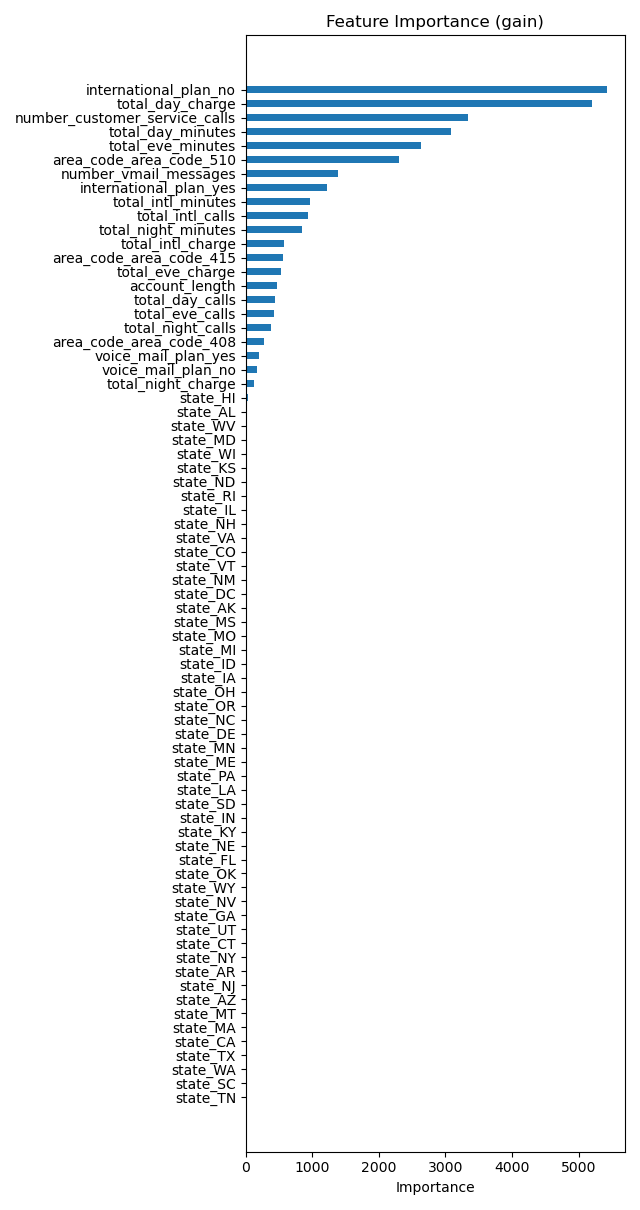 Feature Importance (gain)
international_plan_no
total_day_charge
number_customer_service_calls
total_day_minutes
total_eve_minutes
area_code_area_code_510
number_vmail_messages
international_plan_yes
total_intl_minutes
total_intl_calls
total_night_minutes
total_intl_charge
area_code_area_code_415
total_eve_charge
account_length
total_day_calls
total_eve_calls
total_night_calls
area_code_area_code_408
voice_mail_plan_yes
voice_mail_plan_no
total_night_charge
state_HI
state_AL
state_WV
state_MD
state_WI
state_KS
state_ND
state_RI
state_IL
state_NH
state_VA
state_CO
state_VT
state_NM
state_DC
state_AK
state_MS
state_MO
state_MI
state_ID
state_IA
state_OH
state_OR
state_NC
state_DE
state_MN
state_ME
state_PA
state_LA
state_SD
state_IN
state_KY
state_NE
state_FL
state_OK
state_WY
state_NV
state_GA
state_UT
state_CT
state_NY
state_AR
state_NJ
state_AZ
state_MT
state_MA
state_CA
state_TX
state_WA
state_SC
state_TN
0 1000 2000 3000 4000 5000
Importance